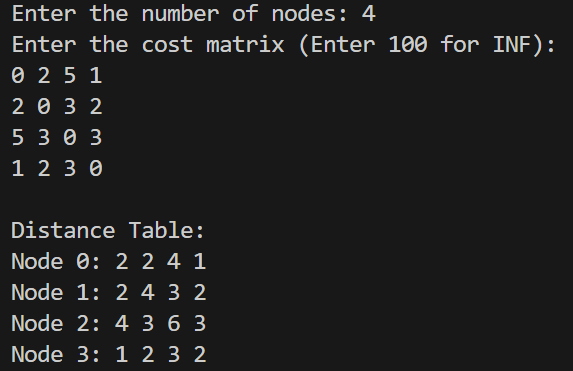 Enter the number of nodes: 4
Enter the cost matrix (Enter 100 for INF):
0 2 5 1
2 0 3 2
5 3 0 3
1 2 3 0
Distance Table:
Node 0: 2 2 4 1
Node 1: 2 4 3 2
Node 2: 4 3 6 3
Node 3: 1 2 3 2